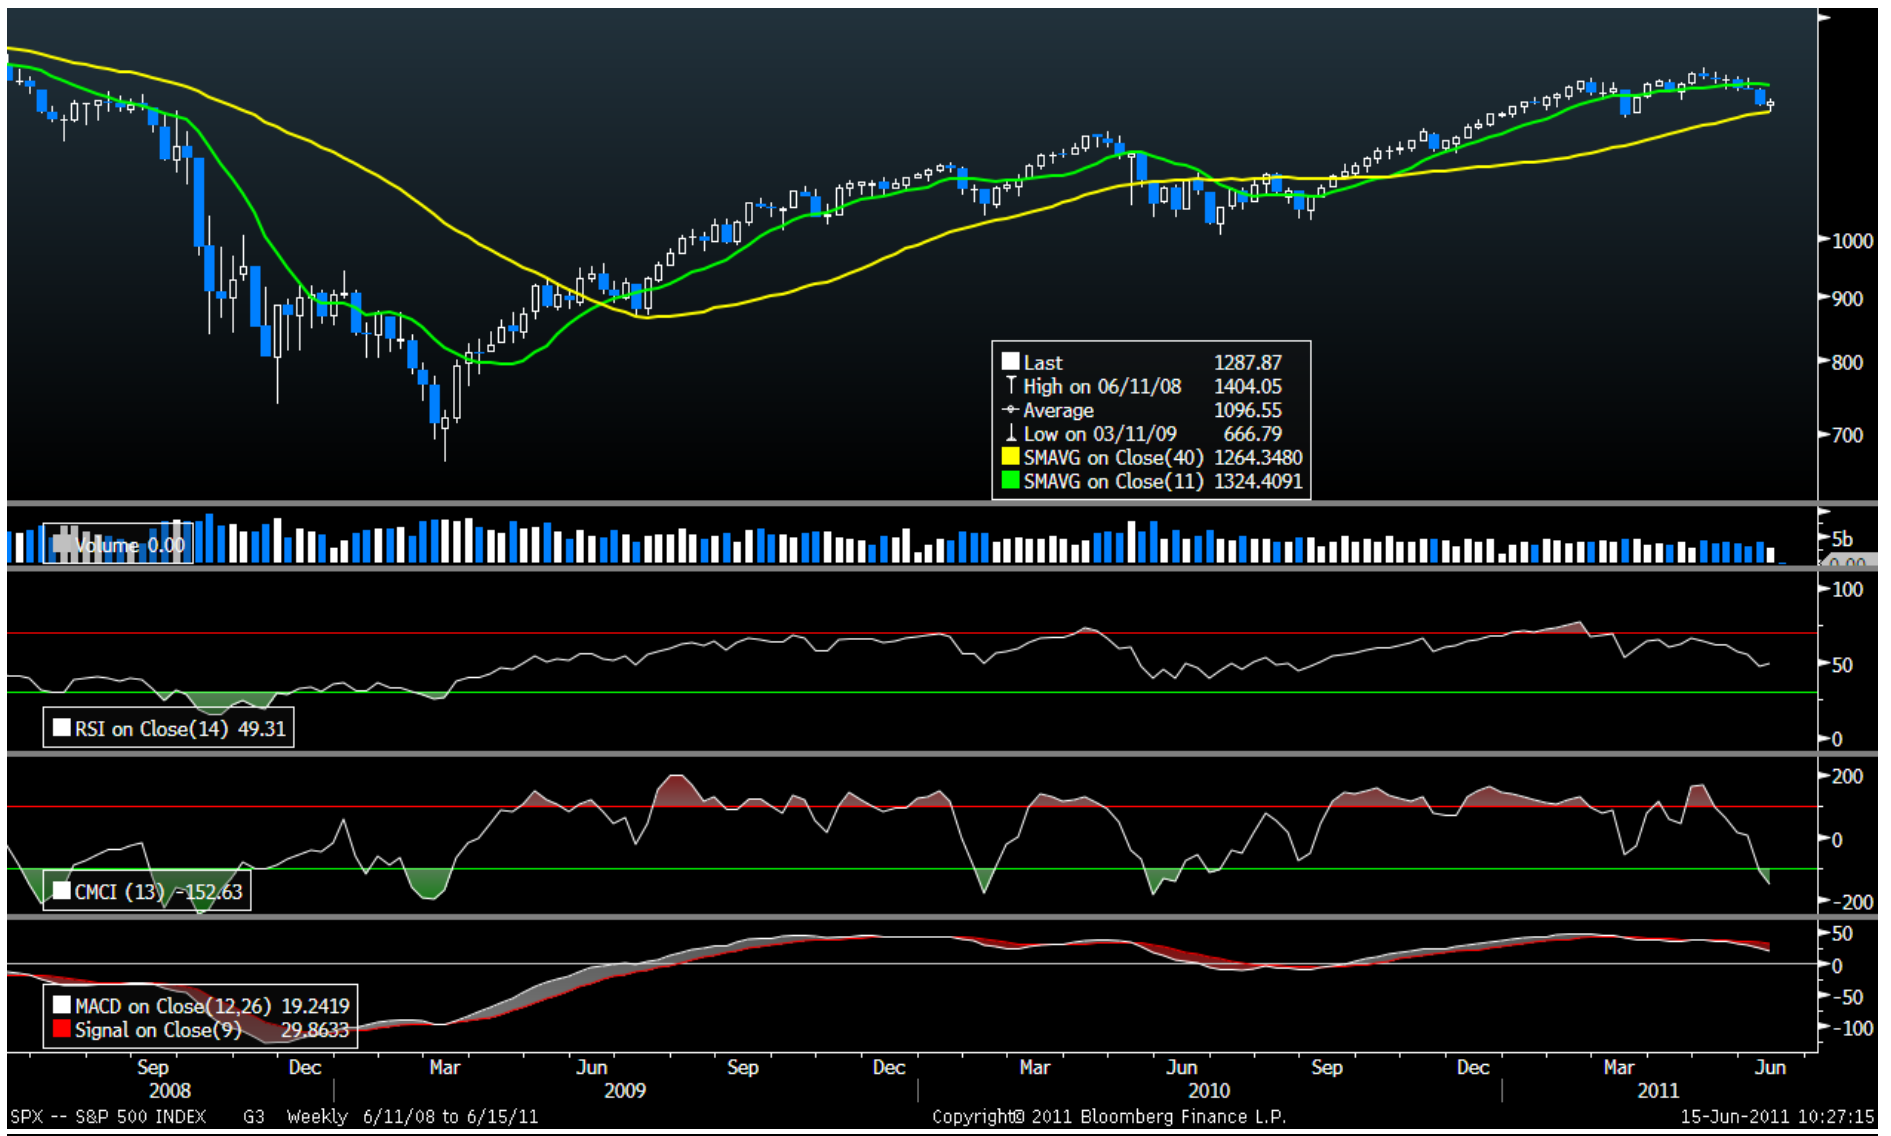 1000
900
800
700
Last 1287.87
High on 06/11/08 1404.05
Average 1096.55
Low on 03/11/09 666.79
SMAVG on Close(40) 1264.3480
SMAVG on Close(11) 1324.4091
Volume 0.00
5b
0.00
100
50
0
RSI on Close(14) 49.31
200
0
-200
CMCI (13) -152.63
50
0
-50
-100
MACD on Close(12,26) 19.2419
Signal on Close(9) 29.8633
Sep Dec Mar Jun Sep Dec Mar Jun Sep Dec Mar Jun
2008 2009 2010 2011
SPX -- S&P 500 INDEX G3 Weekly 6/11/08 to 6/15/11 Copyright© 2011 Bloomberg Finance L.P. 15-Jun-2011 10:27:15